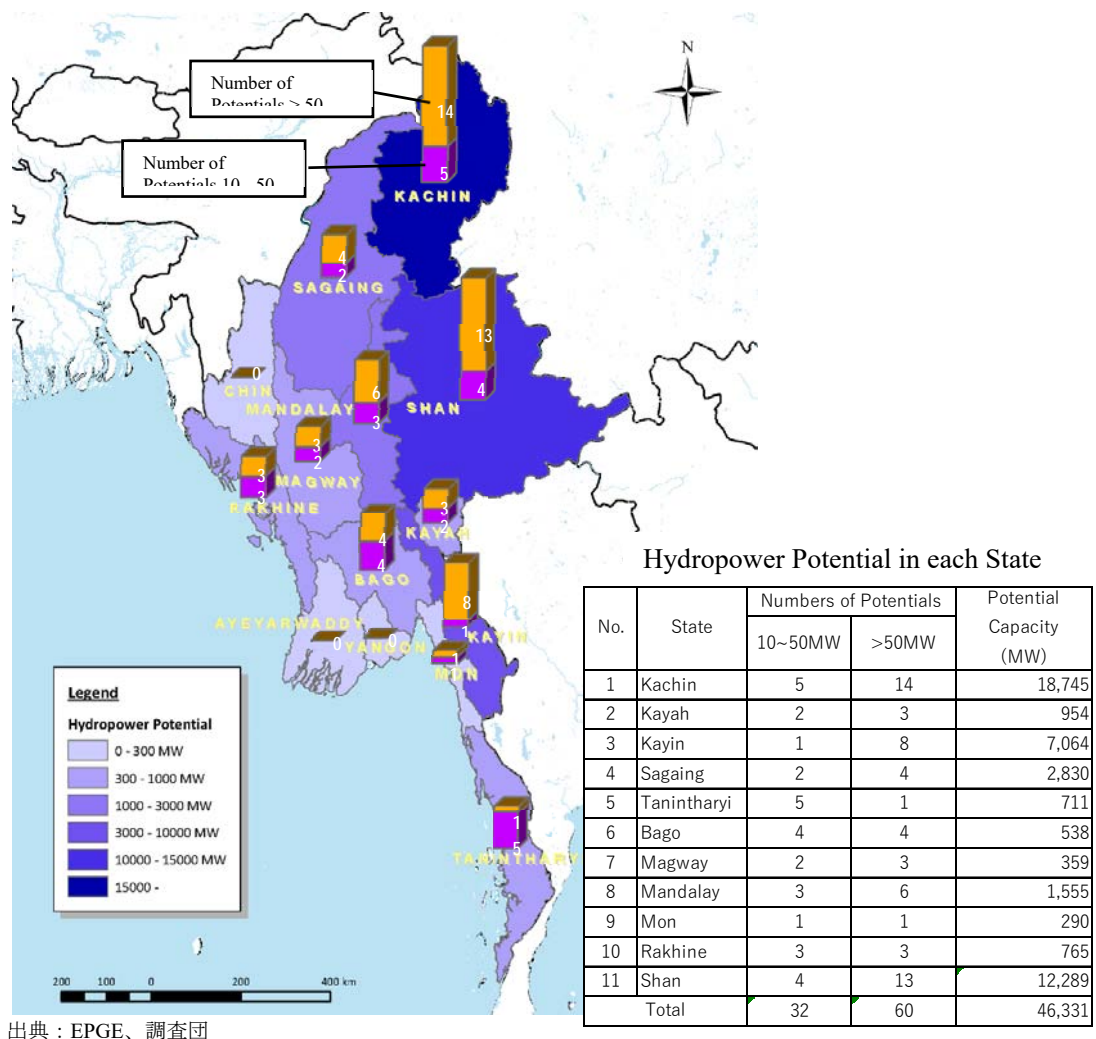 Number of
Potentials > 50
Number of
Potentials 10 50
N
14
5
KACHIN
4
2
SAGAING
13
4
SHAN
0
CHIN
MANDALAY
6
3
3
2
MAGWAY
3
3
RAKHINE
3
2
KAYAH
4
4
BAGO
8
1
KAYIN
AYEYARWADDY
0
YANGON
0
1
MON
1
5
TANINTHARY
Legend
Hydropower Potential
0 - 300 MW
300 - 1000 MW
1000 - 3000 MW
3000 - 10000 MW
10000 - 15000 MW
15000 -
200 100 0 200 400 km
出典：EPGE、調査団
Hydropower Potential in each State
No. State Numbers of Potentials Potential Capacity (MW)
10~50MW >50MW
1 Kachin 5 14 18,745
2 Kayah 2 3 954
3 Kayin 1 8 7,064
4 Sagaing 2 4 2,830
5 Tanintharyi 5 1 711
6 Bago 4 4 538
7 Magway 2 3 359
8 Mandalay 3 6 1,555
9 Mon 1 1 290
10 Rakhine 3 3 765
11 Shan 4 13 12,289
Total 32 60 46,331